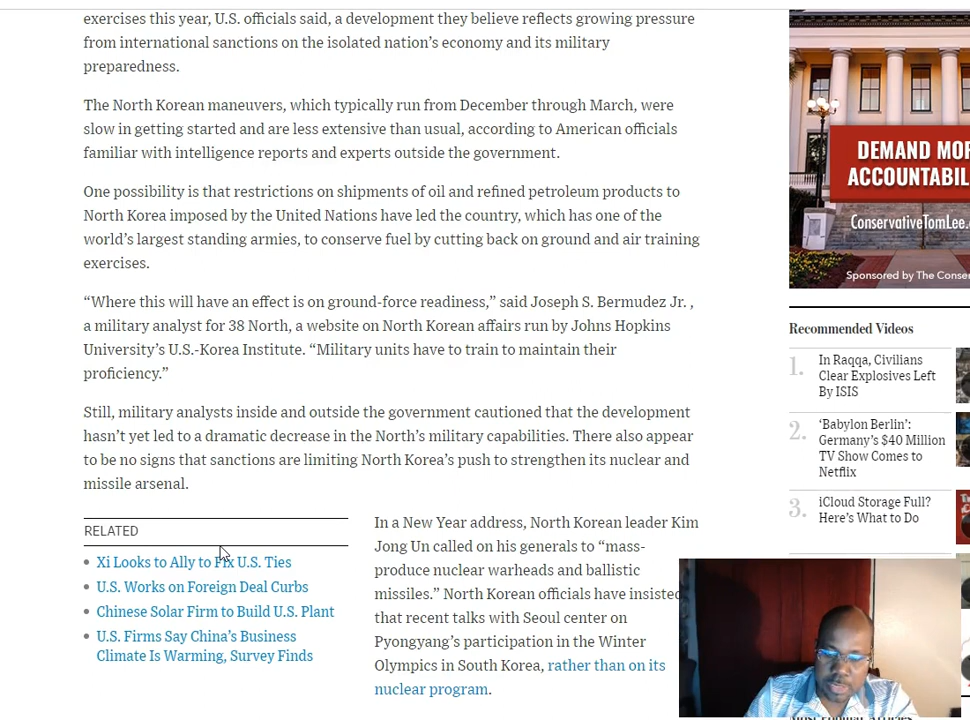 exercises this year, U.S. officials said, a development they believe reflects growing pressure
from international sanctions on the isolated nation’s economy and its military
preparedness.
The North Korean maneuvers, which typically run from December through March, were
slow in getting started and are less extensive than usual, according to American officials
familiar with intelligence reports and experts outside the government.
One possibility is that restrictions on shipments of oil and refined petroleum products to
North Korea imposed by the United Nations have led the country, which has one of the
world’s largest standing armies, to conserve fuel by cutting back on ground and air training
exercises.
“Where this will have an effect is on ground-force readiness,” said Joseph S. Bermudez Jr. ,
a military analyst for 38 North, a website on North Korean affairs run by Johns Hopkins
University’s U.S.-Korea Institute. “Military units have to train to maintain their
proficiency.”
Still, military analysts inside and outside the government cautioned that the development
hasn’t yet led to a dramatic decrease in the North’s military capabilities. There also appear
to be no signs that sanctions are limiting North Korea’s push to strengthen its nuclear and
missile arsenal.
RELATED
Xi Looks to Ally to Fix U.S. Ties
U.S. Works on Foreign Deal Curbs
Chinese Solar Firm to Build U.S. Plant
U.S. Firms Say China’s Business
Climate Is Warming, Survey Finds
In a New Year address, North Korean leader Kim
Jong Un called on his generals to “mass-
produce nuclear warheads and ballistic
missiles.” North Korean officials have insisted
that recent talks with Seoul center on
Pyongyang’s participation in the Winter
Olympics in South Korea, rather than on its
nuclear program.
DEMAND MOR
ACCOUNTABIL
ConservativeTomLee.
Sponsored by The Conser
Recommended Videos
1. In Raqqa, Civilians
Clear Explosives Left
By ISIS
2. ‘Babylon Berlin’:
Germany’s $40 Million
TV Show Comes to
Netflix
3. iCloud Storage Full?
Here’s What to Do